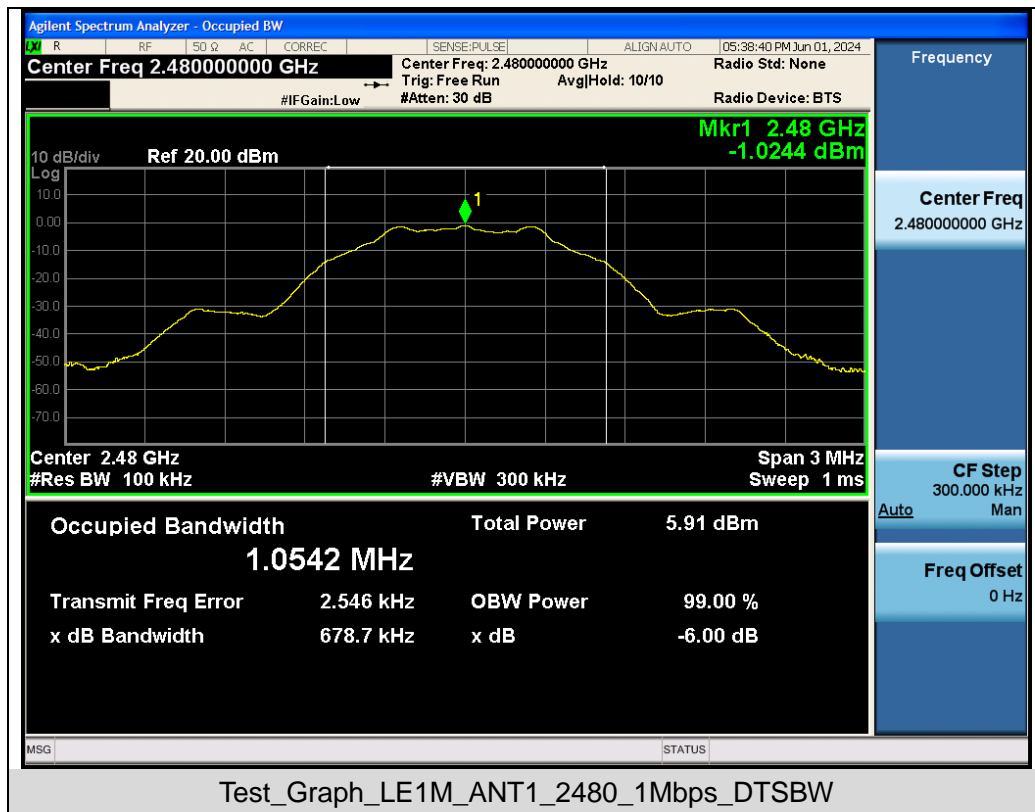 Agilent Spectrum Analyzer - Occupied BW
LXI R RF 50 Ω AC CORREC SENSE:PULSE ALIGN AUTO 05:38:40 PM Jun 01, 2024
Center Freq 2.480000000 GHz
Center Freq: 2.480000000 GHz
Radio Std: None
Trig: Free Run Avg|Hold: 10/10
#IFGain:Low
#Atten: 30 dB
Radio Device: BTS
Mkr1 2.48 GHz
-1.0244 dBm
10 dB/div Ref 20.00 dBm
Log
10.0
0.00
-10.0
-20.0
-30.0
-40.0
-50.0
-60.0
-70.0
1
Center 2.48 GHz
Span 3 MHz
#Res BW 100 kHz
#VBW 300 kHz
Sweep 1 ms
Occupied Bandwidth
Total Power 5.91 dBm
1.0542 MHz
Transmit Freq Error 2.546 kHz
OBW Power 99.00 %
x dB Bandwidth 678.7 kHz
x dB -6.00 dB
Frequency
Center Freq
2.480000000 GHz
CF Step
300.000 kHz
Auto Man
Freq Offset
0 Hz
MSG
STATUS
Test_Graph_LE1M_ANT1_2480_1Mbps_DTSBW